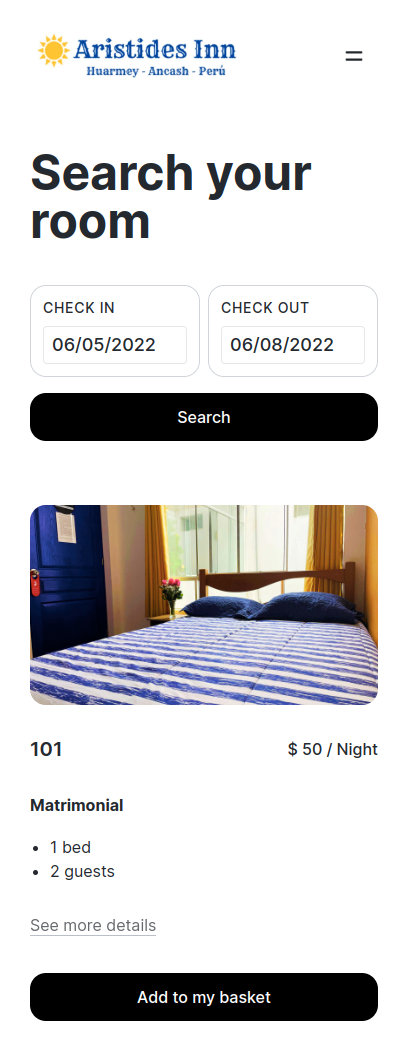 Aristides Inn
Huarmey - Ancash - Perú
Search your
room
CHECK IN
CHECK OUT
06/05/2022
06/08/2022
Search
101
$ 50 / Night
Matrimonial
1 bed
2 guests
See more details
Add to my basket